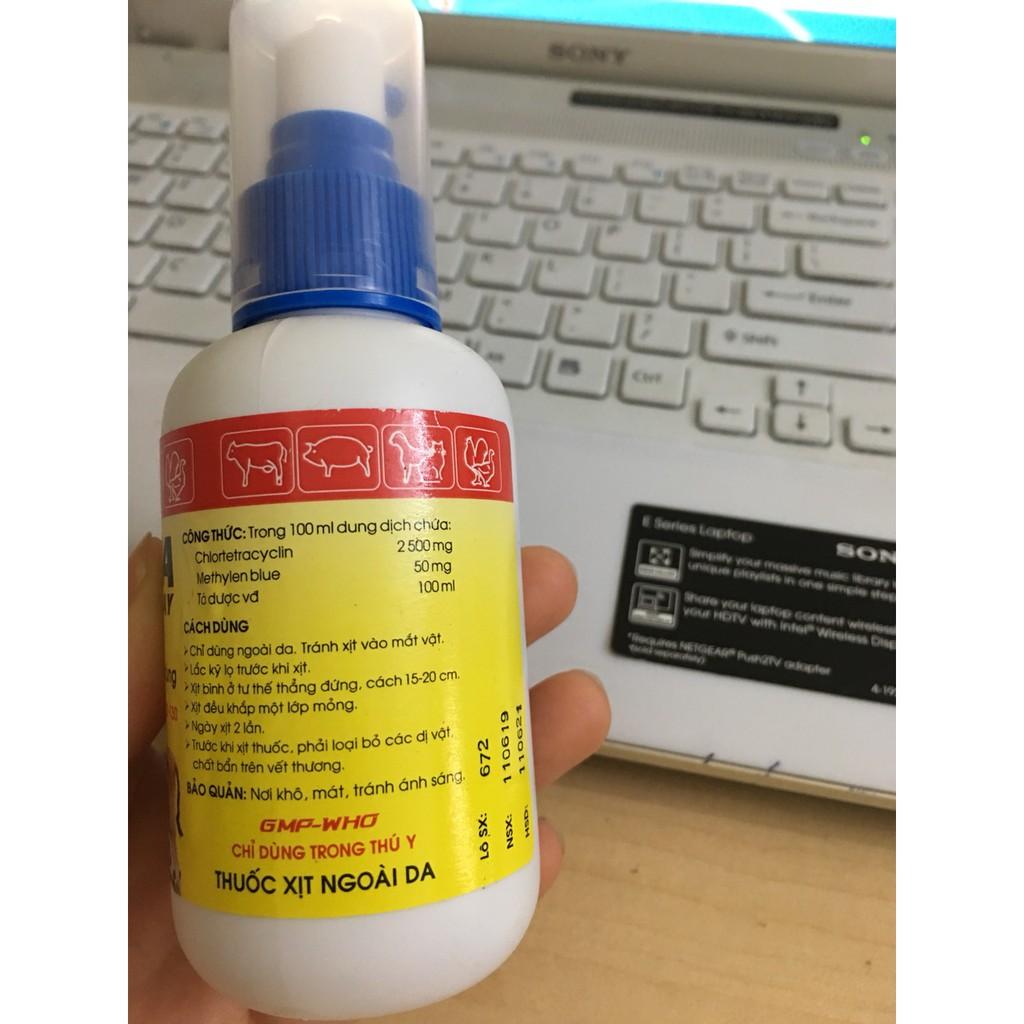 SONY
Backspace
Enter
Shift
Ctrl
E Series Laptop
SON
Simplify your massive music library
unique playlists in one simple step
Share your laptop content wireless
your HDTV with Intel® Wireless Disp
*Requires NETGEAR® Push2TV adapter
(sold separately)
A
AY
CÔNG THỨC: Trong 100 ml dung dịch chứa:
Chlortetracyclin 2 500 mg
Methylen blue 50 mg
Tá dược vđ 100 ml
CÁCH DÙNG
Chỉ dùng ngoài da. Tránh xịt vào mắt vật.
Lắc kỹ lọ trước khi xịt.
Xịt bình ở tư thế thẳng đứng, cách 15-20 cm.
Xịt đều khắp một lớp mỏng.
Ngày xịt 2 lần.
Trước khi xịt thuốc, phải loại bỏ các dị vật,
chất bẩn trên vết thương.
BẢO QUẢN: Nơi khô, mát, tránh ánh sáng.
GMP-WHO
CHỈ DÙNG TRONG THÚ Y
THUỐC XỊT NGOÀI DA
Lô SX: 672
NSX: 110619
HSD: 110621